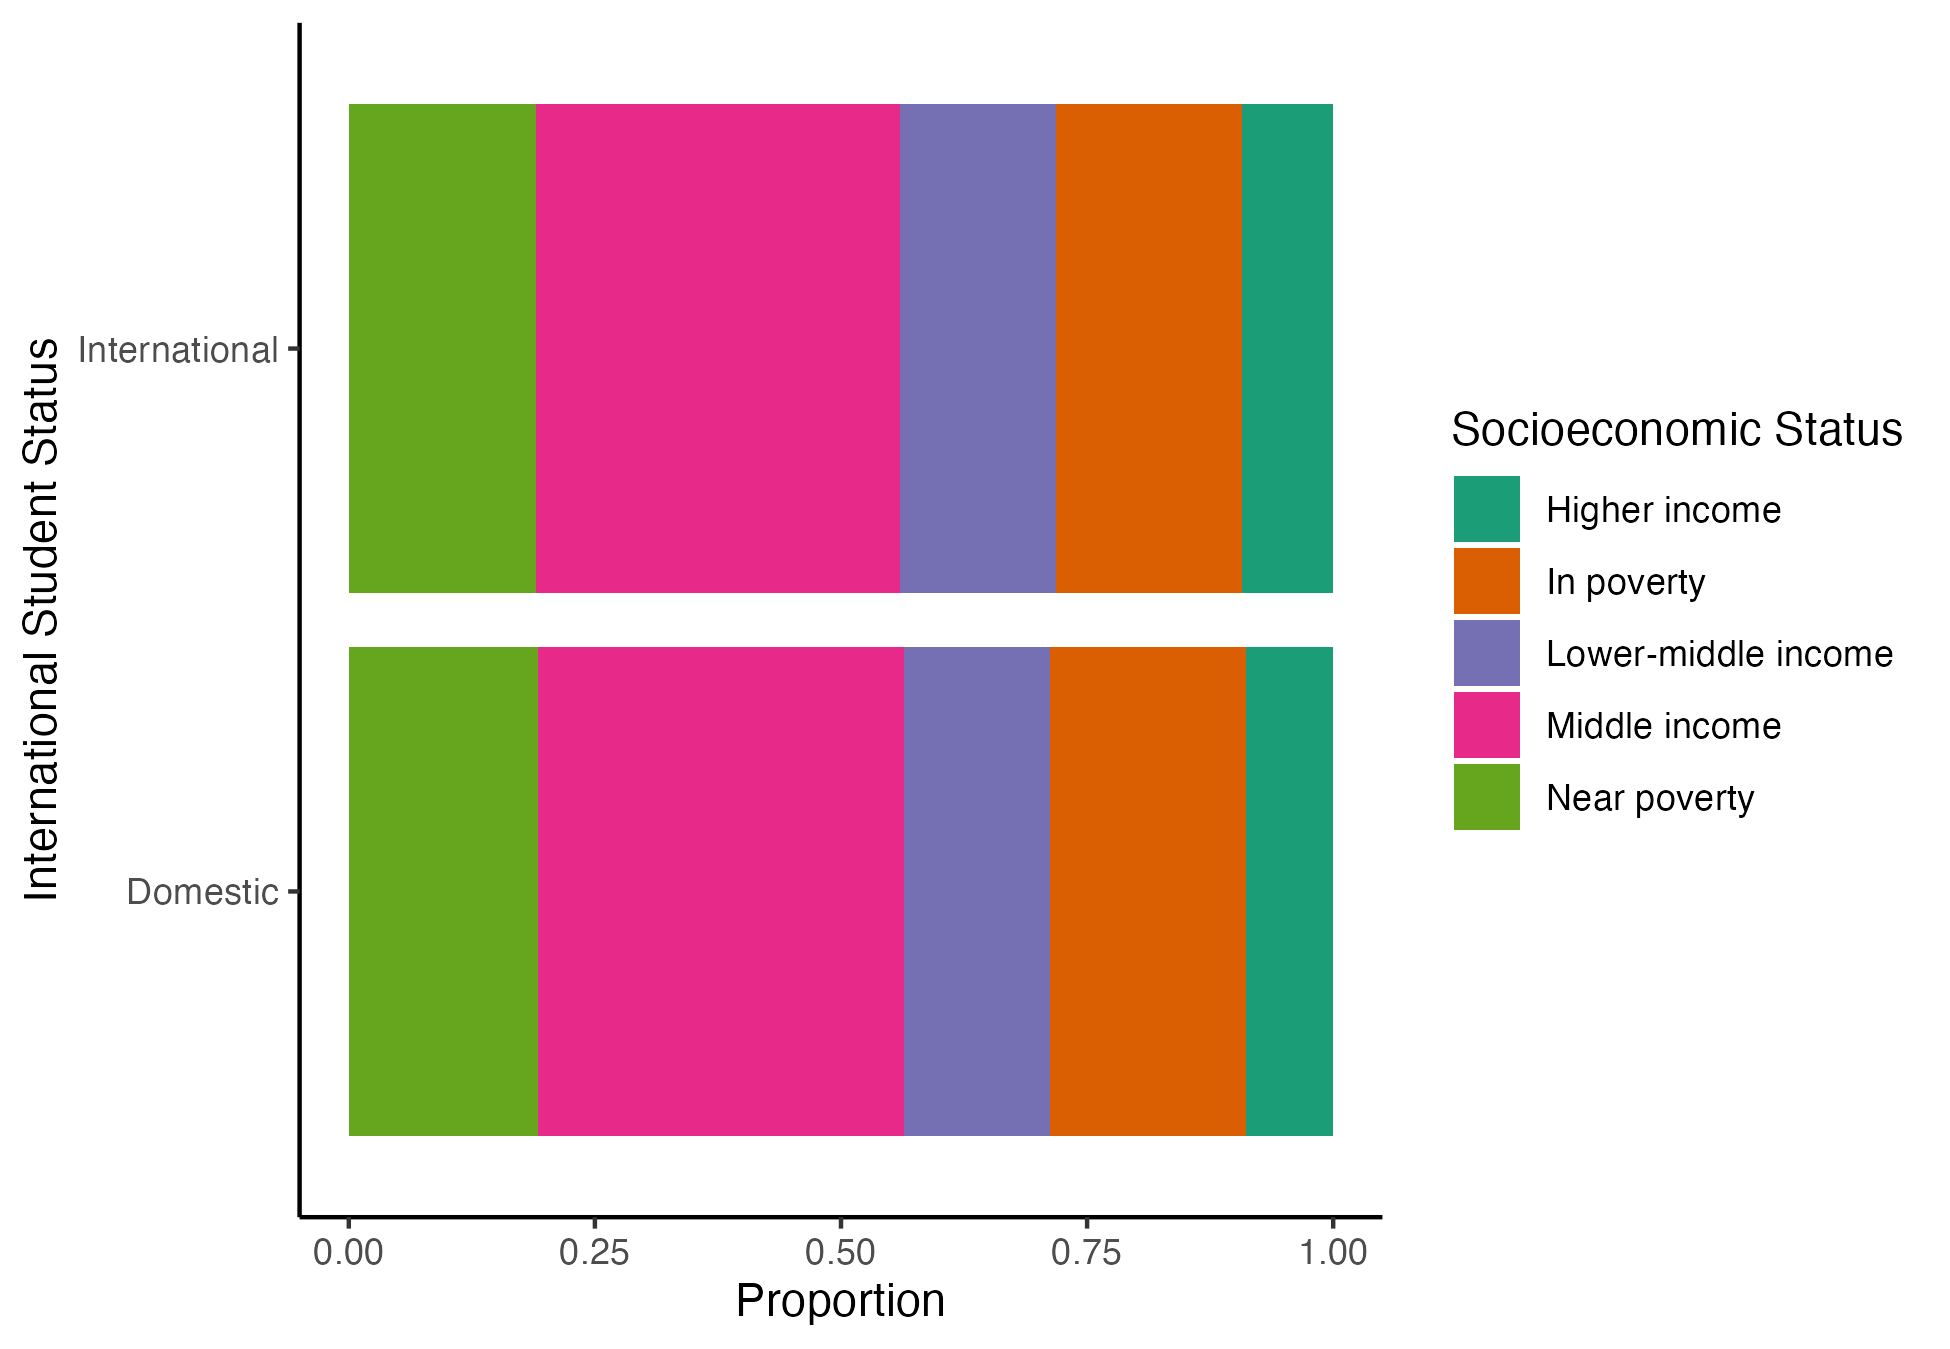 International Student Status
International
Domestic
0.00 0.25 0.50 0.75 1.00
Proportion
Socioeconomic Status
Higher income
In poverty
Lower-middle income
Middle income
Near poverty